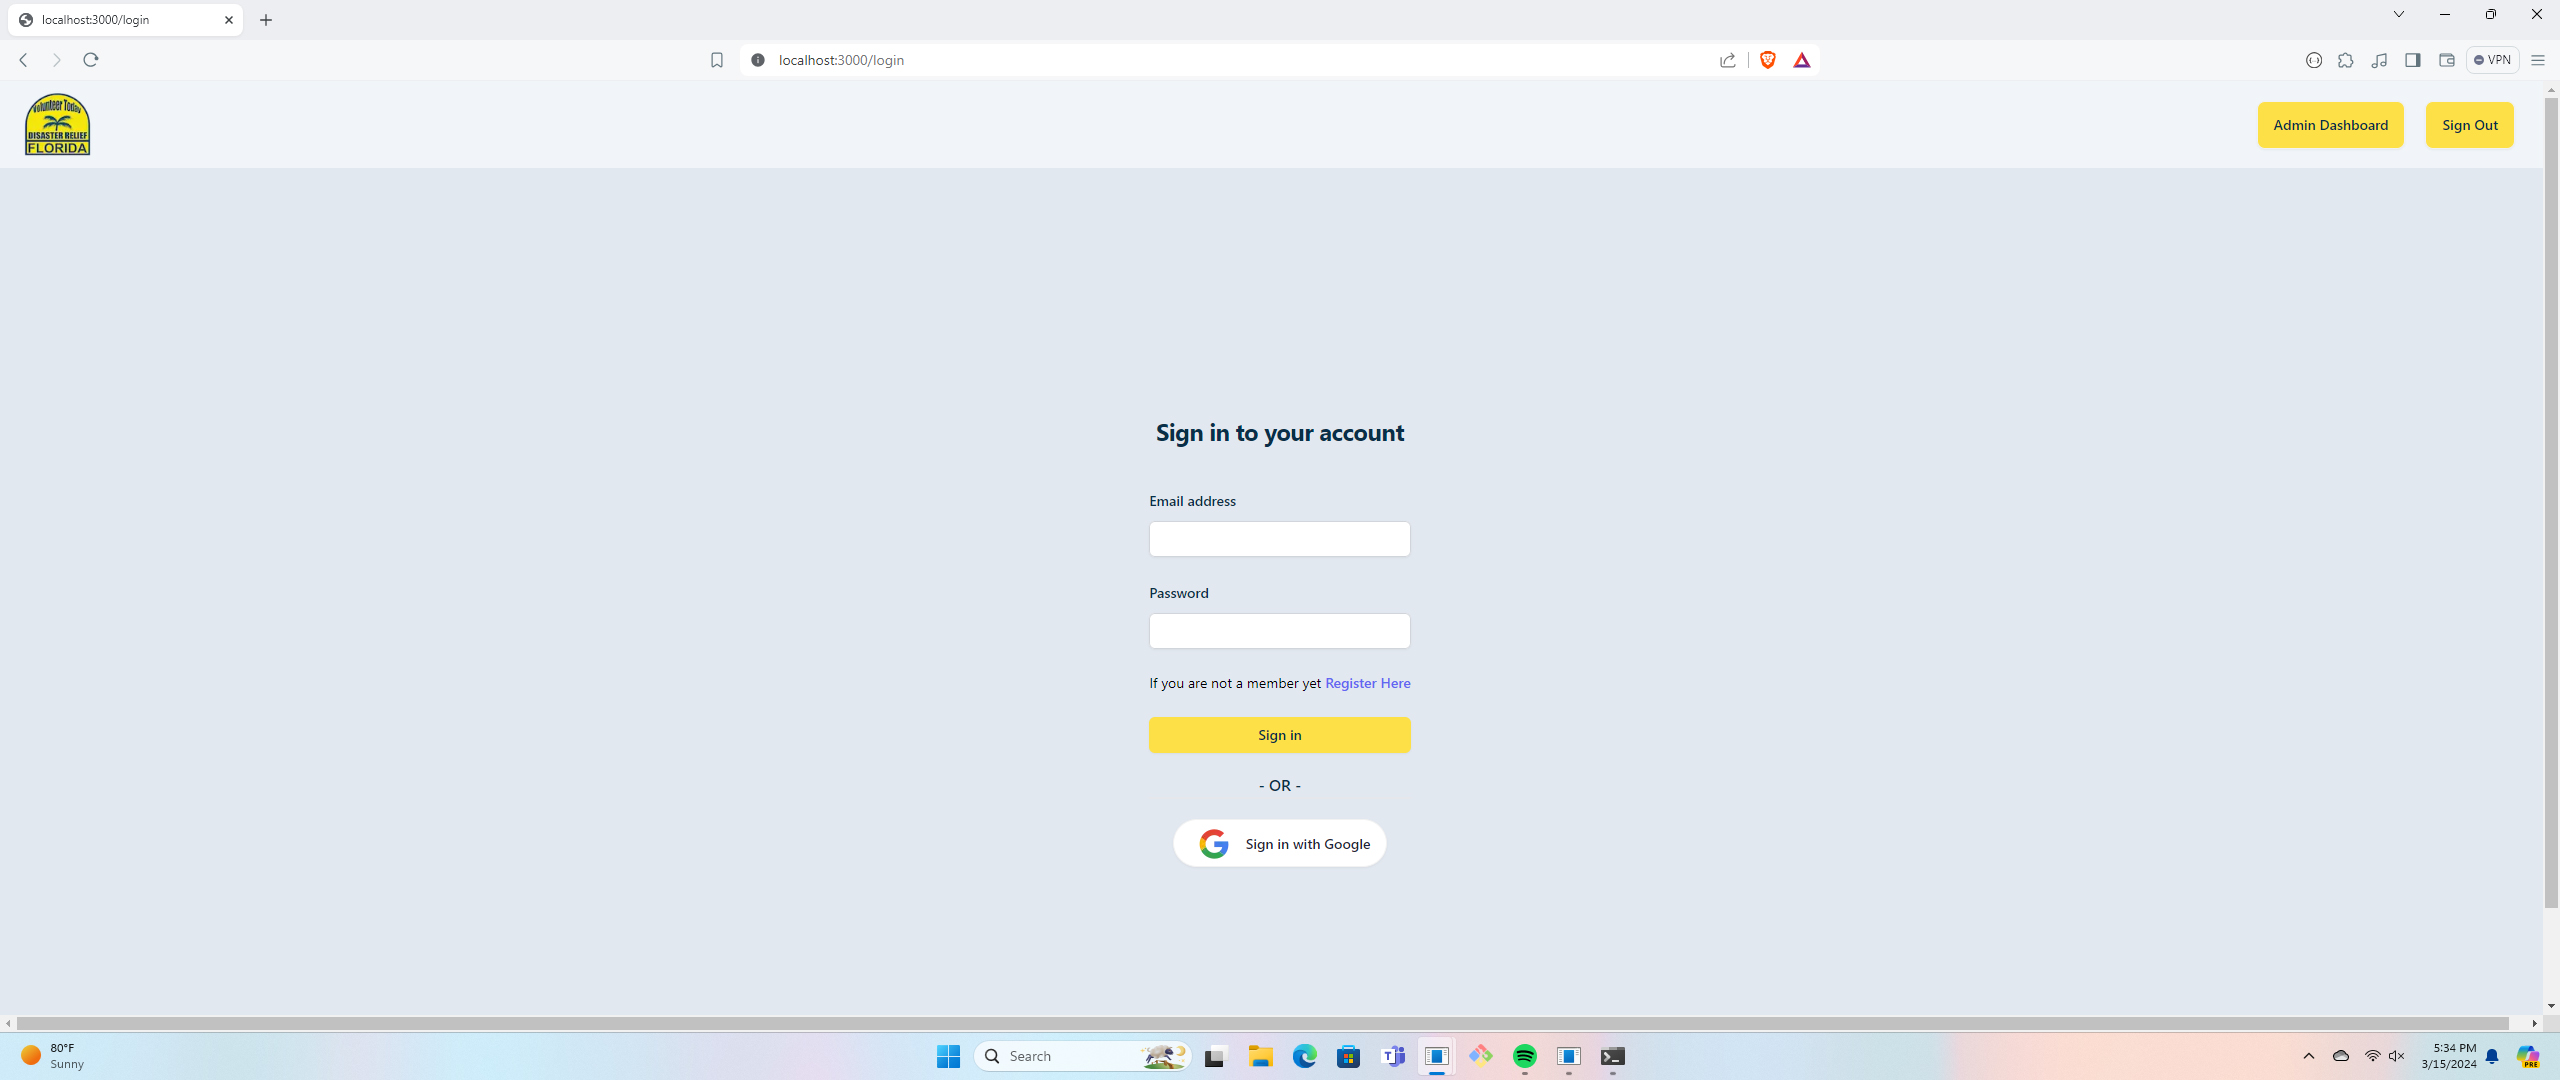 localhost:3000/login
localhost:3000/login
VPN
Volunteer Today
DISASTER RELIEF
FLORIDA
Admin Dashboard
Sign Out
Sign in to your account
Email address
Password
If you are not a member yet Register Here
Sign in
- OR -
Sign in with Google
80°F
Sunny
Search
5:34 PM
3/15/2024
PRE